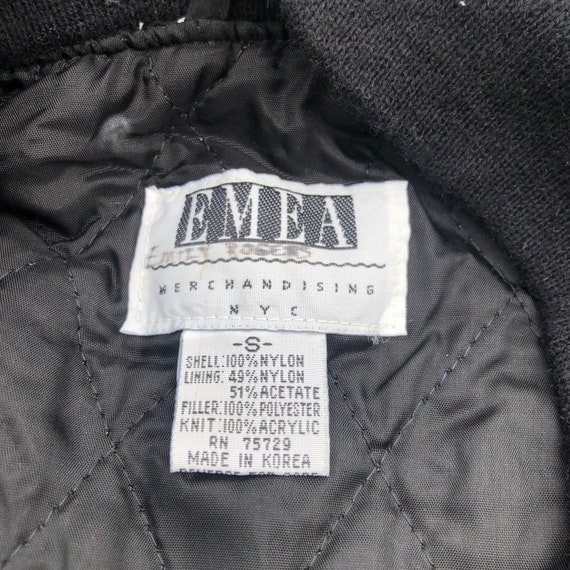 EMEA
MERCHANDISING
NYC
-S-
SHELL: 100% NYLON
LINING: 49% NYLON
51% ACETATE
FILLER: 100% POLYESTER
KNIT: 100% ACRYLIC
RN 75729
MADE IN KOREA